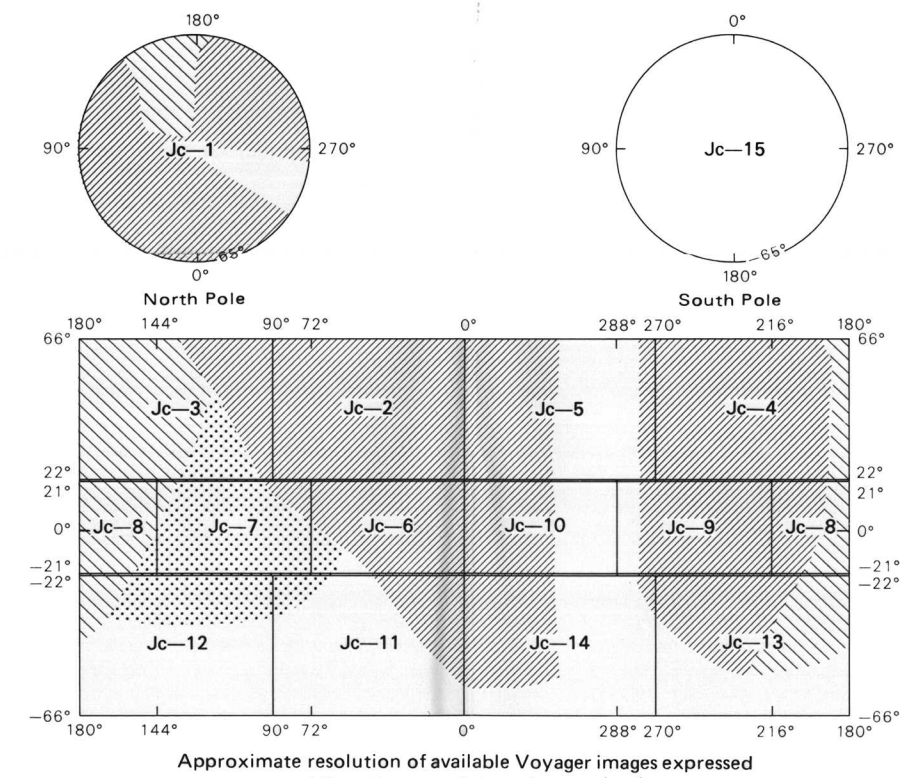 180° 0°
90° Jc—1 270° 90° Jc—15 270°
65° —65°
0° 180°
North Pole South Pole
180° 144° 90° 72° 0° 288° 270° 216° 180°
66° 66°
Jc—3 Jc—2 Jc—5 Jc—4
22° 22°
21° 21°
0° Jc—8 Jc—7 Jc—6 Jc—10 Jc—9 Jc—8 0°
—21° —21°
—22° —22°
Jc—12 Jc—11 Jc—14 Jc—13
—66° —66°
180° 144° 90° 72° 0° 288° 270° 216° 180°
Approximate resolution of available Voyager images expressed